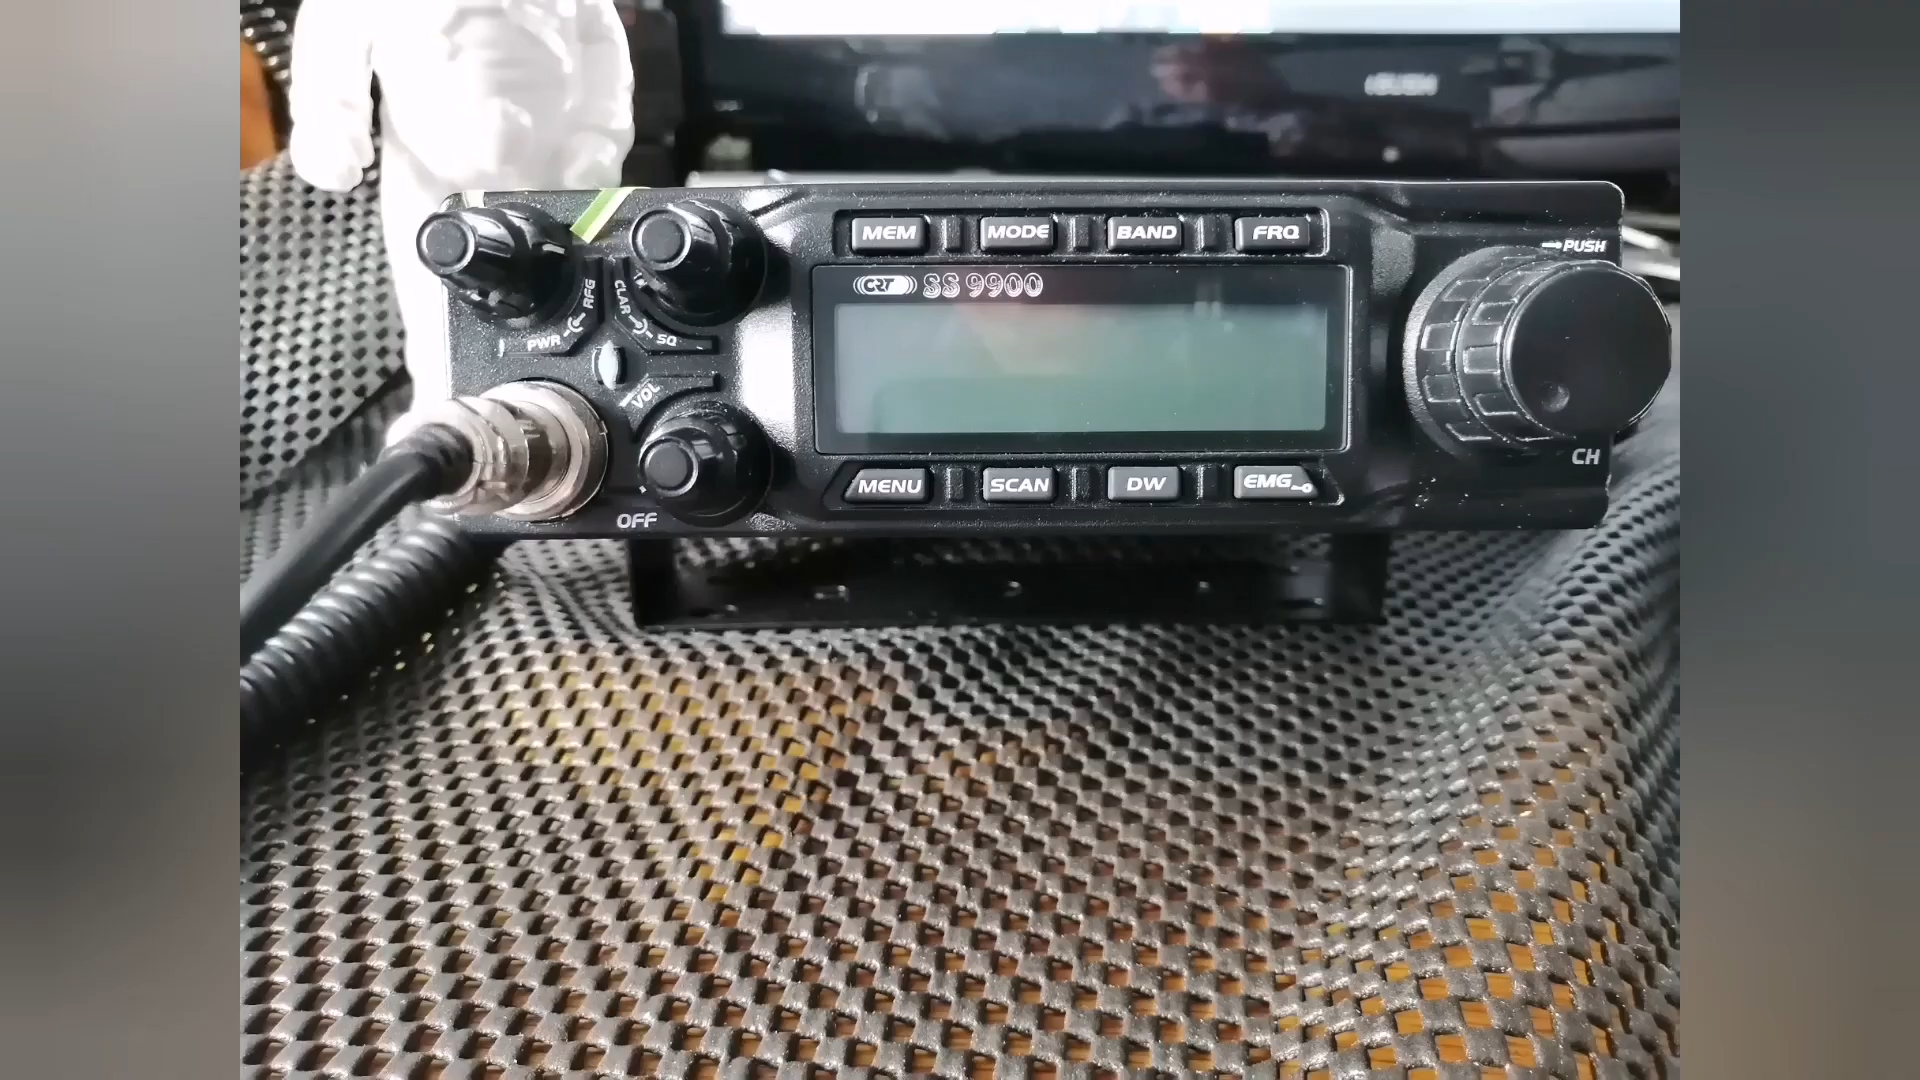 BUSH
MEM MODE BAND FRQ
PUSH
CRT SS 9900
RFG
CLAR
PWR
SQ
VOL
CH
MENU SCAN DW EMG
OFF